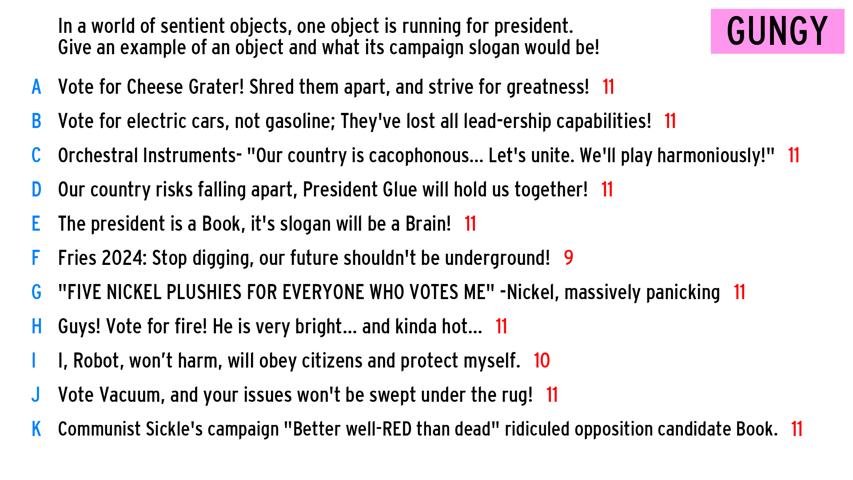 In a world of sentient objects, one object is running for president.
Give an example of an object and what its campaign slogan would be!
GUNGY
A Vote for Cheese Grater! Shred them apart, and strive for greatness! 11
B Vote for electric cars, not gasoline; They've lost all lead-ership capabilities! 11
C Orchestral Instruments- "Our country is cacophonous... Let's unite. We'll play harmoniously!" 11
D Our country risks falling apart, President Glue will hold us together! 11
E The president is a Book, it's slogan will be a Brain! 11
F Fries 2024: Stop digging, our future shouldn't be underground! 9
G "FIVE NICKEL PLUSHIES FOR EVERYONE WHO VOTES ME" -Nickel, massively panicking 11
H Guys! Vote for fire! He is very bright... and kinda hot... 11
I I, Robot, won’t harm, will obey citizens and protect myself. 10
J Vote Vacuum, and your issues won't be swept under the rug! 11
K Communist Sickle's campaign "Better well-RED than dead" ridiculed opposition candidate Book. 11